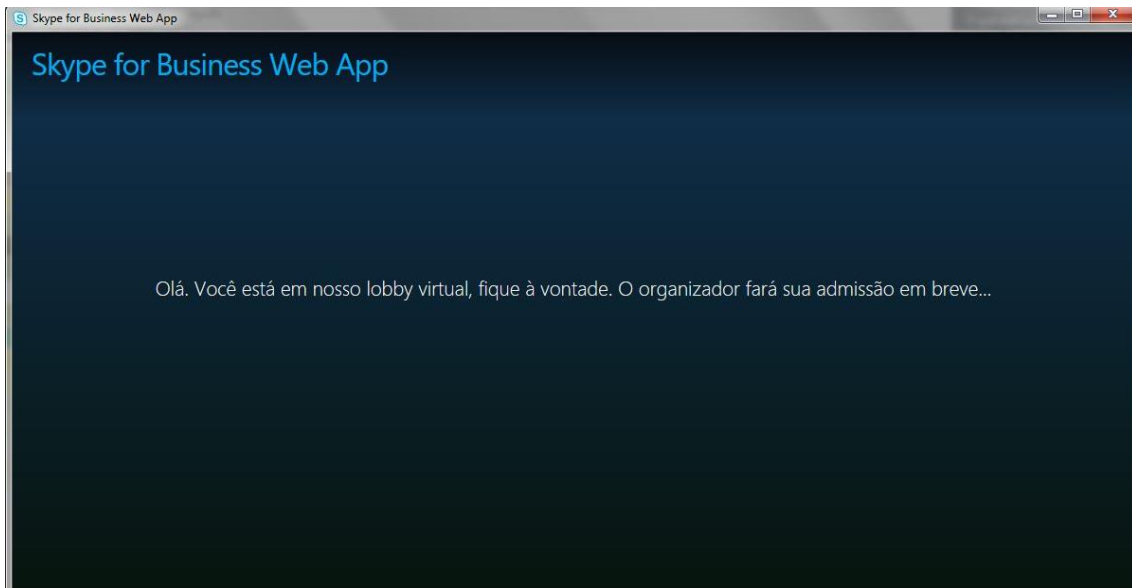 Skype for Business Web App
Skype for Business Web App
Olá. Você está em nosso lobby virtual, fique à vontade. O organizador fará sua admissão em breve...